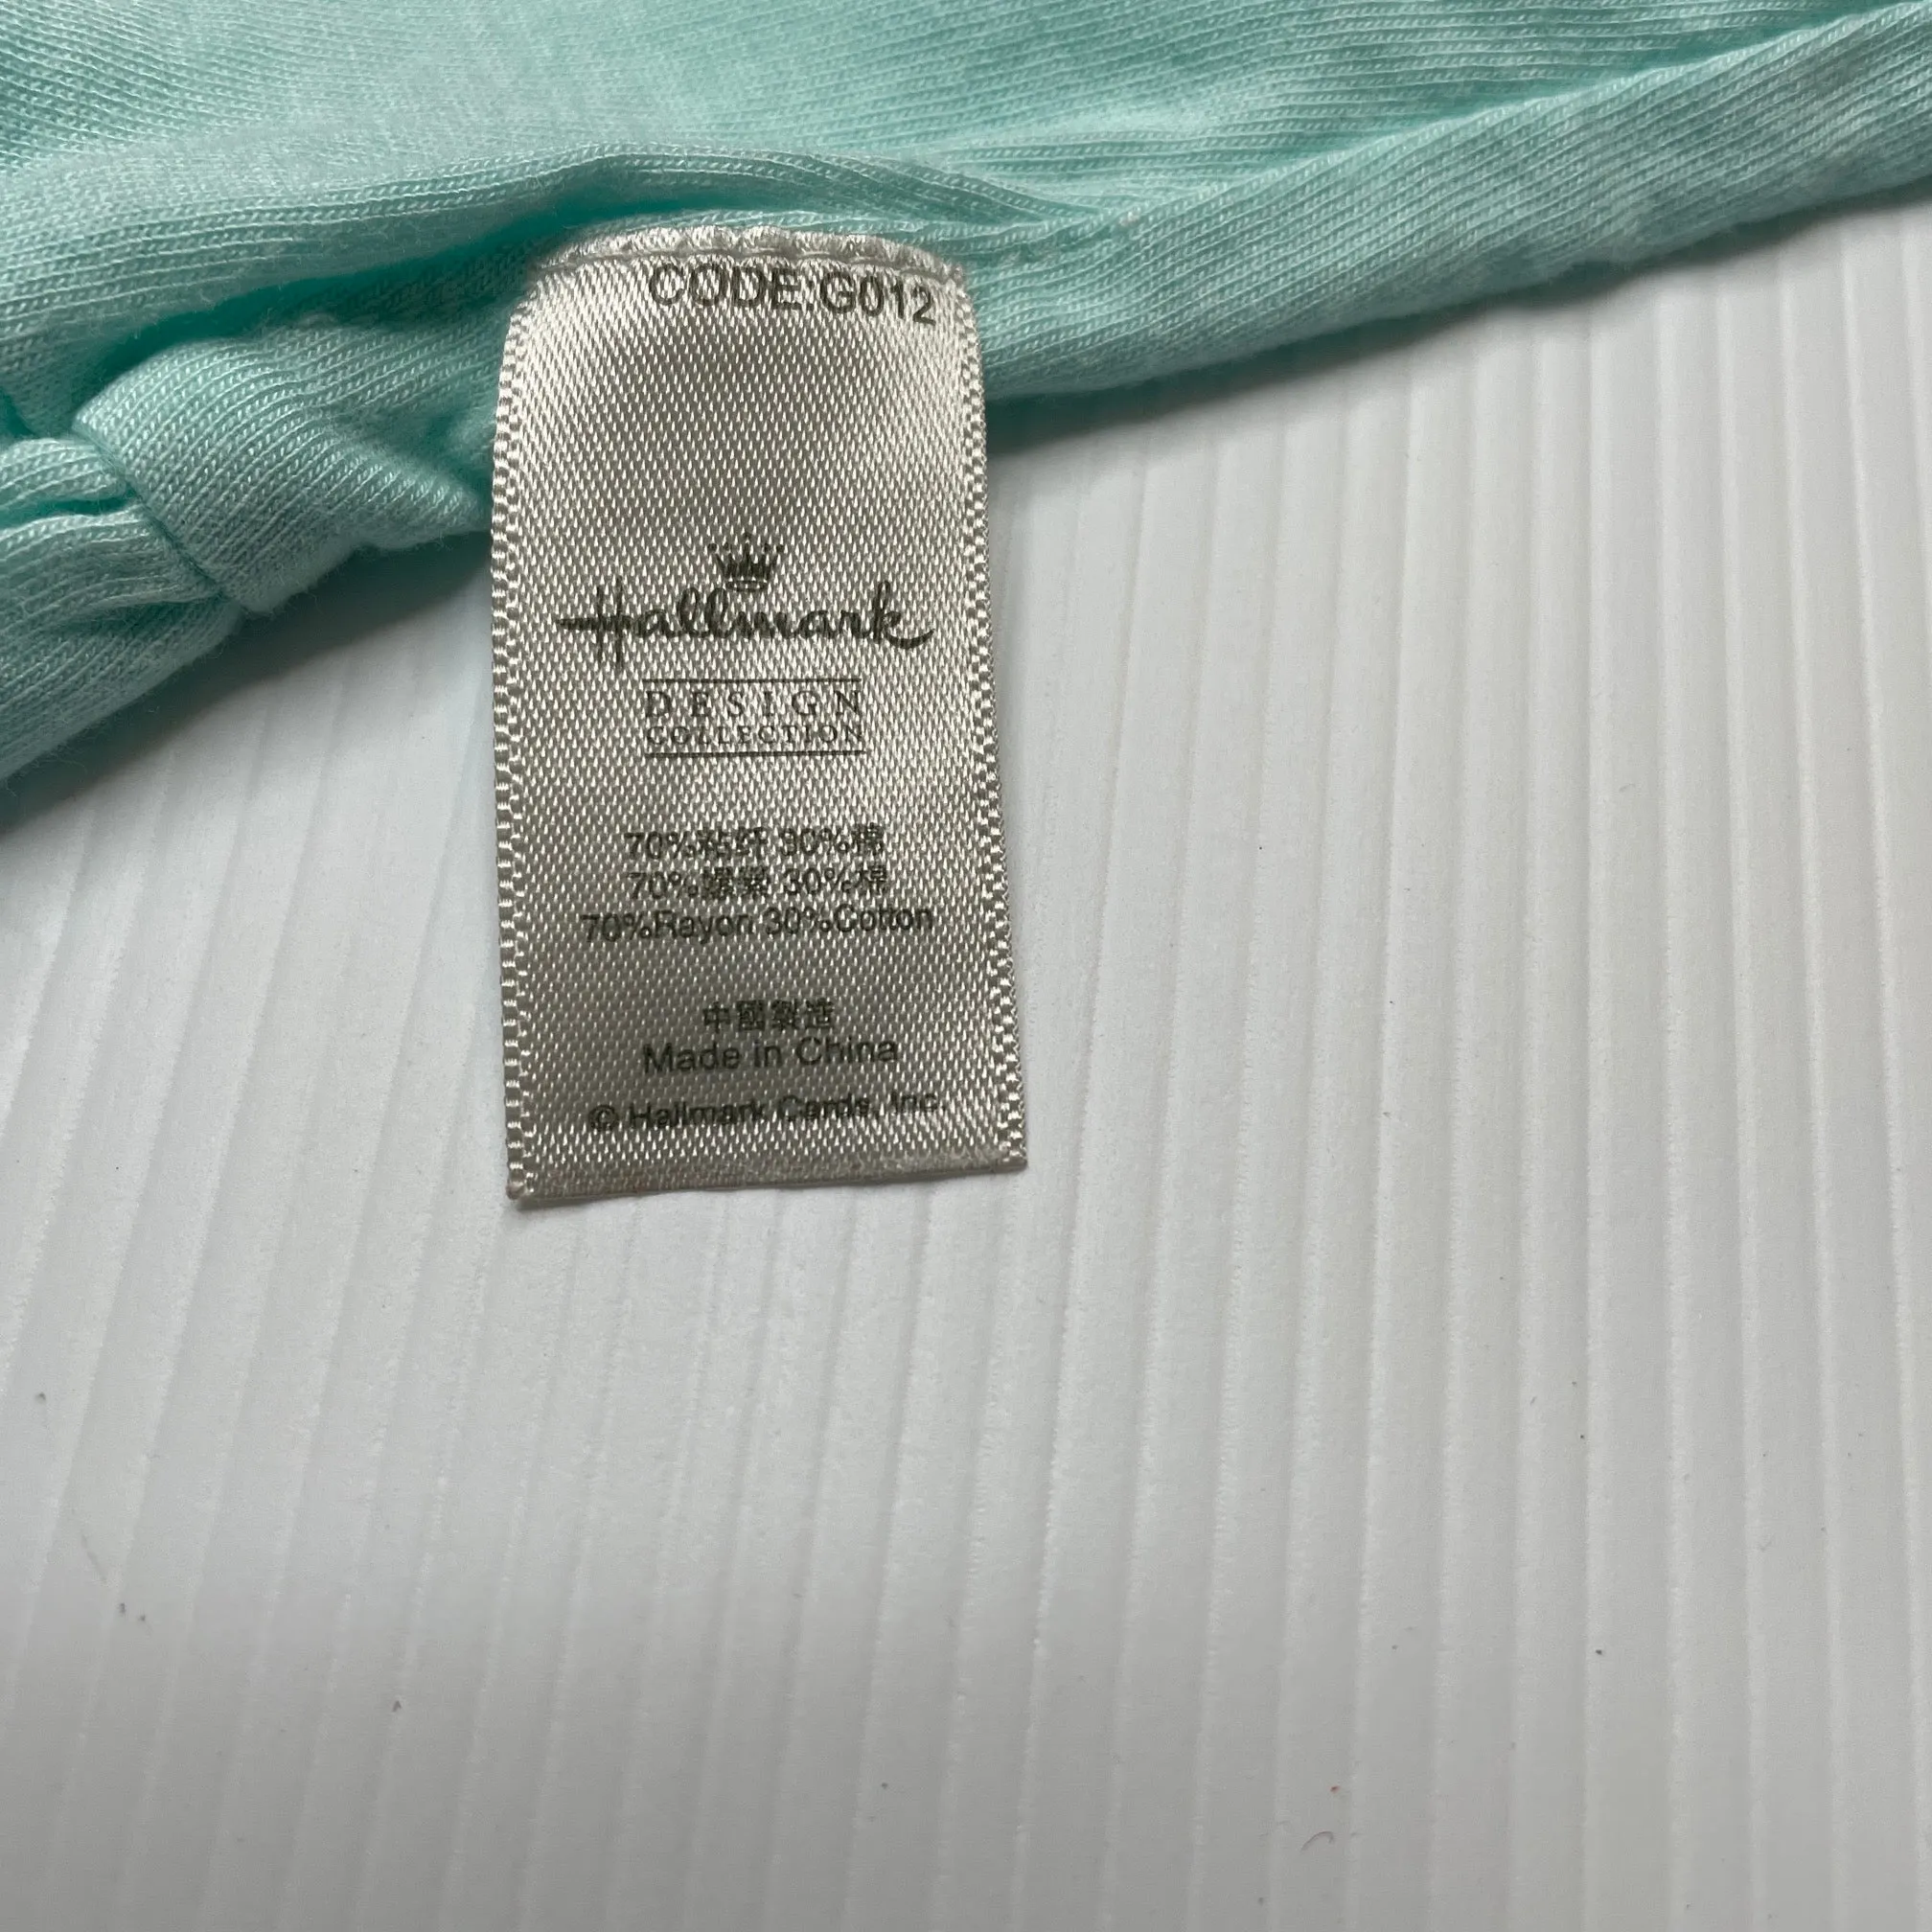 CODE:G012
Hallmark
DESIGN
COLLECTION
70%粘纤 30%棉
70%嫘縈 30%棉
70%Rayon 30%Cotton
中國製造
Made in China
© Hallmark Cards, Inc.